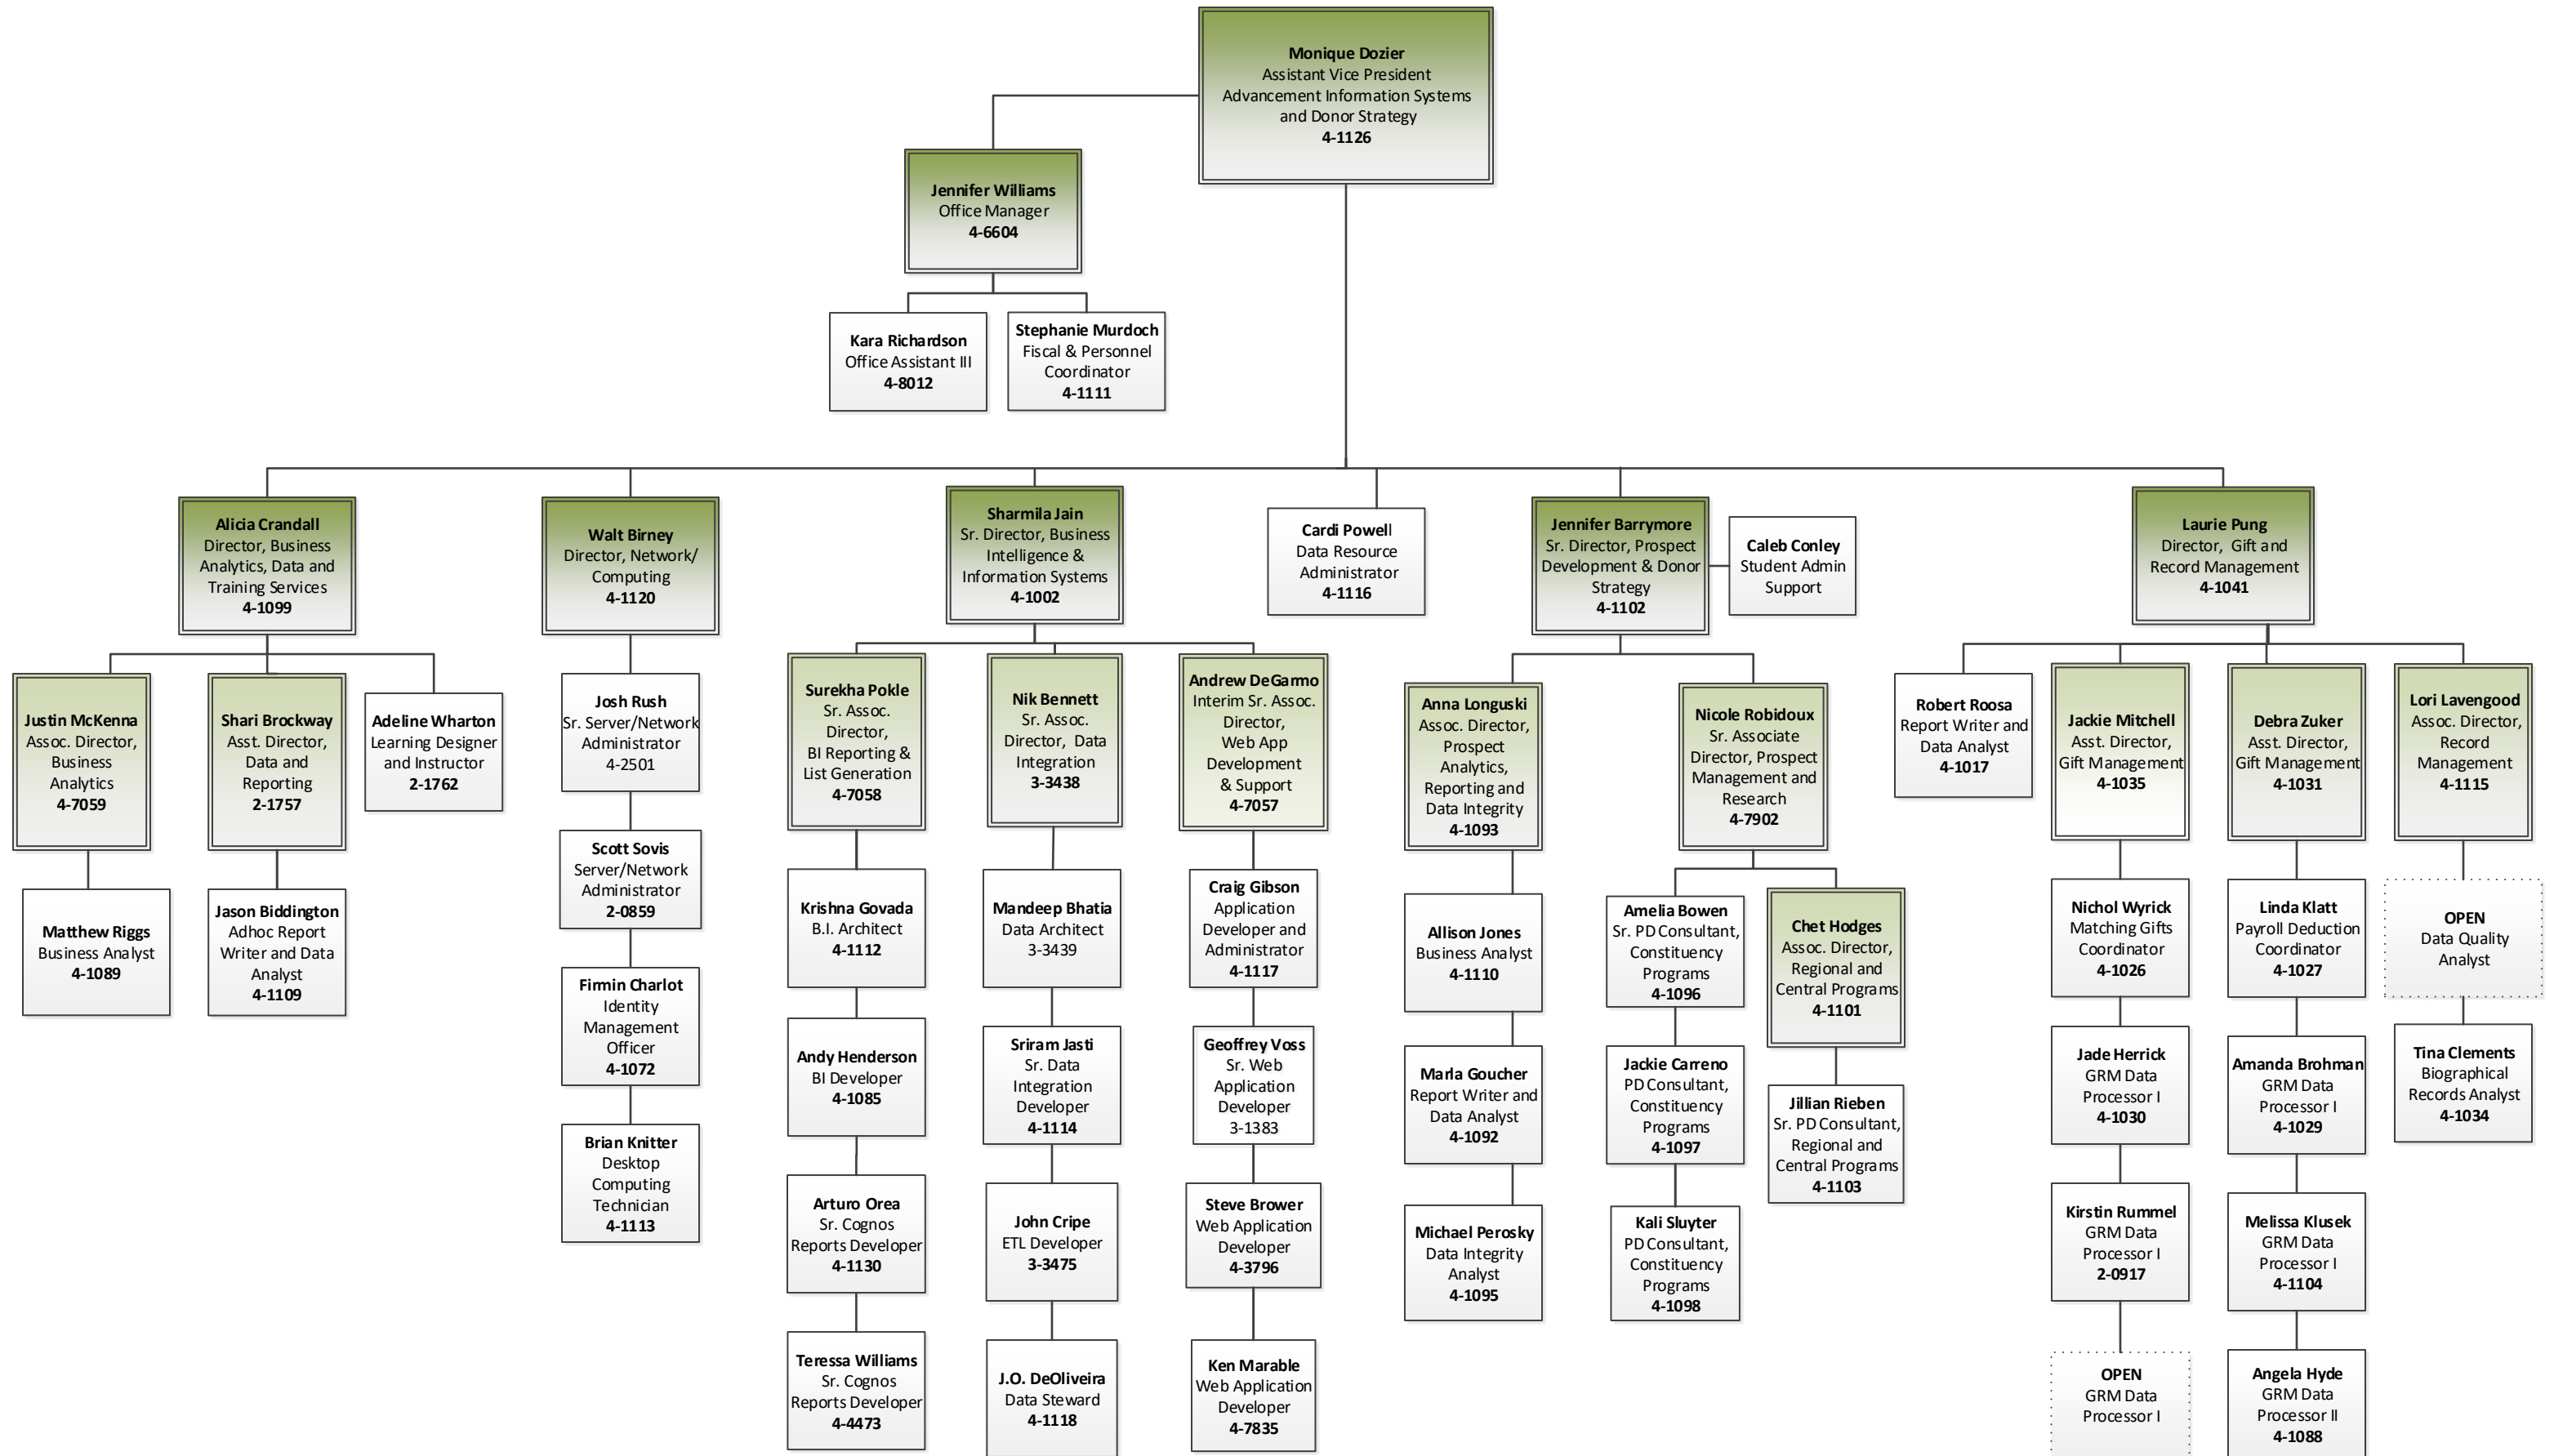 Monique Dozier
Assistant Vice President
Advancement Information Systems
and Donor Strategy
4-1126
Jennifer Williams
Office Manager
4-6604
Kara Richardson
Office Assistant III
4-8012
Stephanie Murdoch
Fiscal & Personnel
Coordinator
4-1111
Alicia Crandall
Director, Business
Analytics, Data and
Training Services
4-1099
Justin McKenna
Assoc. Director,
Business
Analytics
4-7059
Matthew Riggs
Business Analyst
4-1089
Shari Brockway
Asst. Director,
Data and
Reporting
2-1757
Jason Biddington
Adhoc Report
Writer and Data
Analyst
4-1109
Adeline Wharton
Learning Designer
and Instructor
2-1762
Walt Birney
Director, Network/
Computing
4-1120
Josh Rush
Sr. Server/Network
Administrator
4-2501
Scott Sovis
Server/Network
Administrator
2-0859
Firmin Charlot
Identity
Management
Officer
4-1072
Brian Knitter
Desktop
Computing
Technician
4-1113
Sharmila Jain
Sr. Director, Business
Intelligence &
Information Systems
4-1002
Surekha Pokle
Sr. Assoc.
Director,
BI Reporting &
List Generation
4-7058
Krishna Govada
B.I. Architect
4-1112
Andy Henderson
BI Developer
4-1085
Arturo Orea
Sr. Cognos
Reports Developer
4-1130
Teressa Williams
Sr. Cognos
Reports Developer
4-4473
Nik Bennett
Sr. Assoc.
Director, Data
Integration
3-3438
Mandeep Bhatia
Data Architect
3-3439
Sriram Jasti
Sr. Data
Integration
Developer
4-1114
John Cripe
ETL Developer
3-3475
J.O. DeOliveira
Data Steward
4-1118
Andrew DeGarmo
Interim Sr. Assoc.
Director,
Web App
Development
& Support
4-7057
Craig Gibson
Application
Developer and
Administrator
4-1117
Geoffrey Voss
Sr. Web
Application
Developer
3-1383
Steve Brower
Web Application
Developer
4-3796
Ken Marable
Web Application
Developer
4-7835
Cardi Powell
Data Resource
Administrator
4-1116
Jennifer Barrymore
Sr. Director, Prospect
Development & Donor
Strategy
4-1102
Caleb Conley
Student Admin
Support
Anna Longuski
Assoc. Director,
Prospect
Analytics,
Reporting and
Data Integrity
4-1093
Allison Jones
Business Analyst
4-1110
Marla Goucher
Report Writer and
Data Analyst
4-1092
Michael Perosky
Data Integrity
Analyst
4-1095
Nicole Robidoux
Sr. Associate
Director, Prospect
Management and
Research
4-7902
Amelia Bowen
Sr. PD Consultant,
Constituency
Programs
4-1096
Jackie Carreno
PD Consultant,
Constituency
Programs
4-1097
Kali Sluyter
PD Consultant,
Constituency
Programs
4-1098
Chet Hodges
Assoc. Director,
Regional and
Central Programs
4-1101
Jillian Rieben
Sr. PD Consultant,
Regional and
Central Programs
4-1103
Laurie Pung
Director, Gift and
Record Management
4-1041
Robert Roosa
Report Writer and
Data Analyst
4-1017
Jackie Mitchell
Asst. Director,
Gift Management
4-1035
Nichol Wyrick
Matching Gifts
Coordinator
4-1026
Jade Herrick
GRM Data
Processor I
4-1030
Kirstin Rummel
GRM Data
Processor I
2-0917
OPEN
GRM Data
Processor I
Debra Zuker
Asst. Director,
Gift Management
4-1031
Linda Klatt
Payroll Deduction
Coordinator
4-1027
Amanda Brohman
GRM Data
Processor I
4-1029
Melissa Klusek
GRM Data
Processor I
4-1104
Angela Hyde
GRM Data
Processor II
4-1088
Lori Lavengood
Assoc. Director,
Record
Management
4-1115
OPEN
Data Quality
Analyst
Tina Clements
Biographical
Records Analyst
4-1034